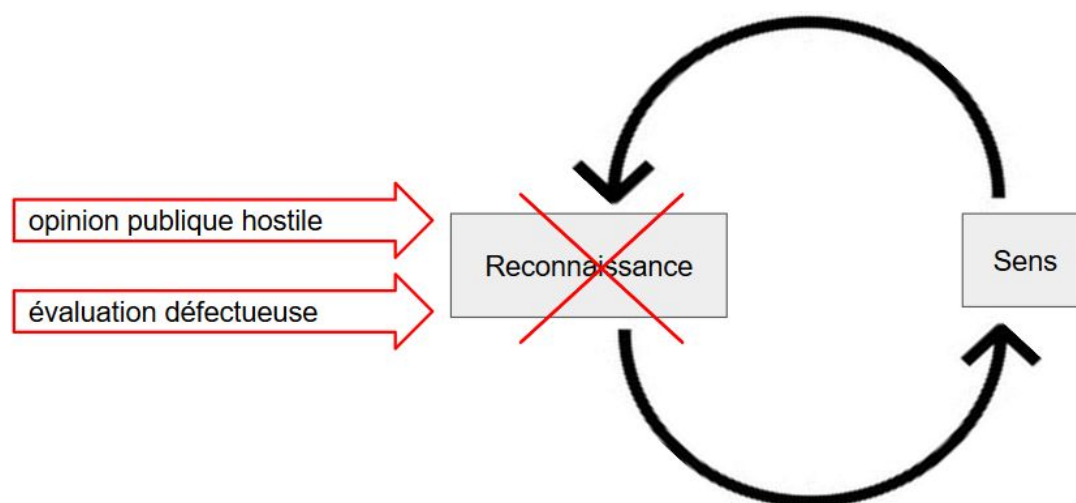 opinion publique hostile
Reconnaissance
Sens
évaluation défectueuse